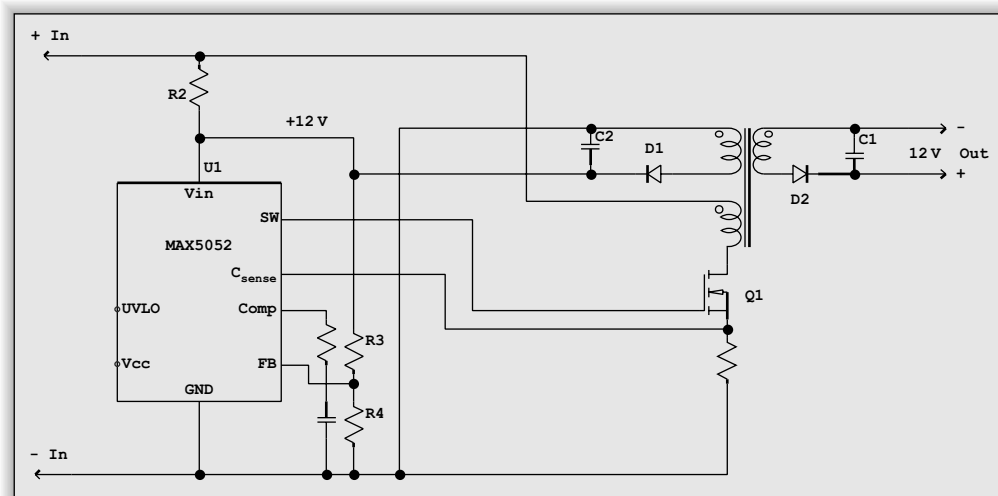 + In
R2
+12 V
U1
Vin
SW
MAX5052
Csense
UVLO
Comp
Vcc
FB
GND
R3
R4
C2
D1
C1
-
12 V Out
+
D2
Q1
- In